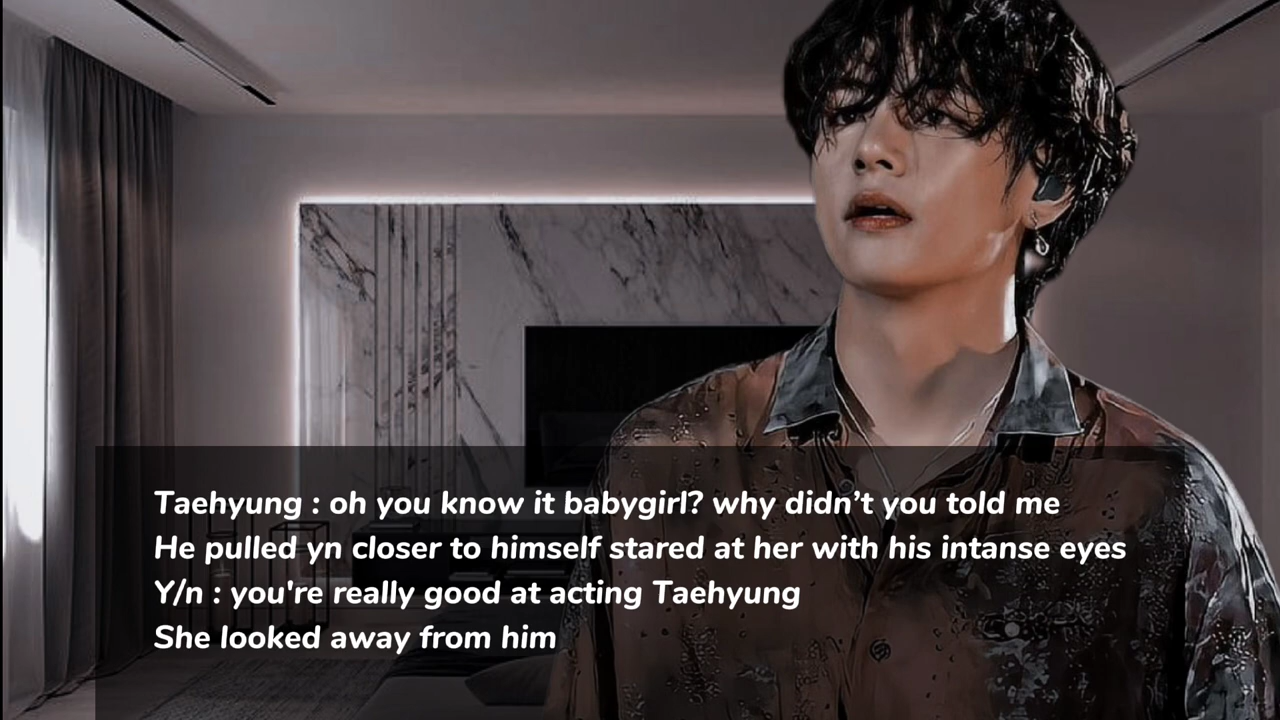 Taehyung : oh you know it babygirl? why didn’t you told me
He pulled yn closer to himself stared at her with his intanse eyes
Y/n : you're really good at acting Taehyung
She looked away from him